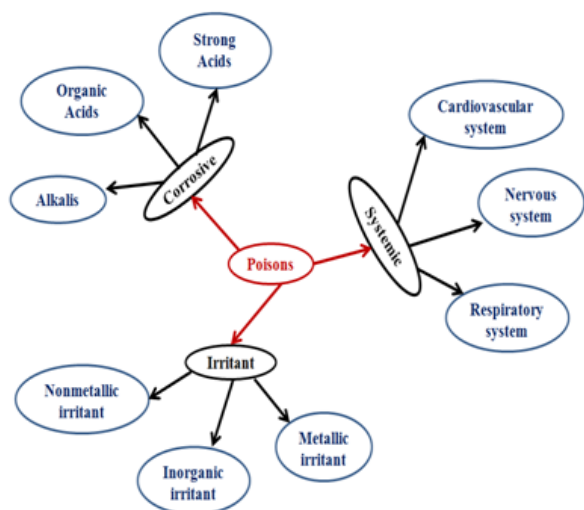 Strong
Acids
Organic
Acids
Alkalis
Corrosive
Cardiovascular
system
Nervous
system
Systemic
Respiratory
system
Poisons
Irritant
Nonmetallic
irritant
Inorganic
irritant
Metallic
irritant